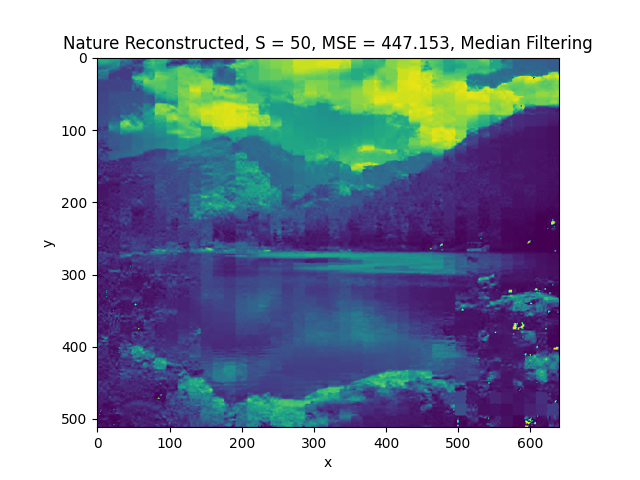 Nature Reconstructed, S = 50, MSE = 447.153, Median Filtering
0
100
200
300
400
500
y
0 100 200 300 400 500 600
x